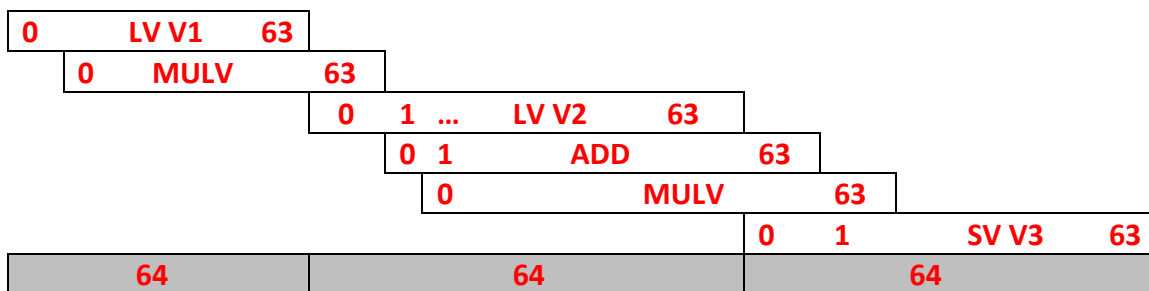 0 LV V1 63
0 MULV 63
0 1 … LV V2 63
0 1 ADD 63
0 MULV 63
0 1 SV V3 63
64 64 64